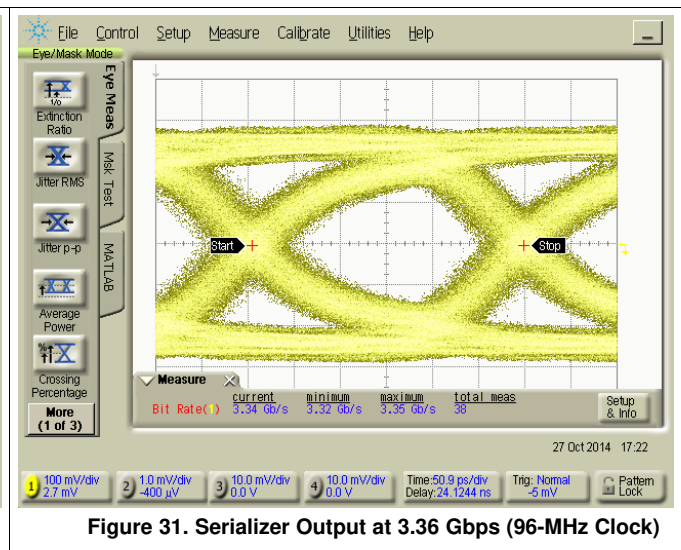 File Control Setup Measure Calibrate Utilities Help
Eye/Mask Mode
Eye Meas
Msk Test
MATLAB
1/0
Extinction
Ratio
Jitter RMS
Jitter p-p
Average
Power
%
Crossing
Percentage
More
(1 of 3)
Start
Stop
Measure
current minimum maximum total meas
Bit Rate(1) 3.34 Gb/s 3.32 Gb/s 3.35 Gb/s 38
Setup
& Info
27 Oct 2014 17:22
1 100 mV/div
2.7 mV
2 1.0 mV/div
-400 µV
3 10.0 mV/div
0.0 V
4 10.0 mV/div
0.0 V
Time:50.9 ps/div
Delay:24.1244 ns
Trig: Normal
-5 mV
Pattern
Lock
Figure 31. Serializer Output at 3.36 Gbps (96-MHz Clock)